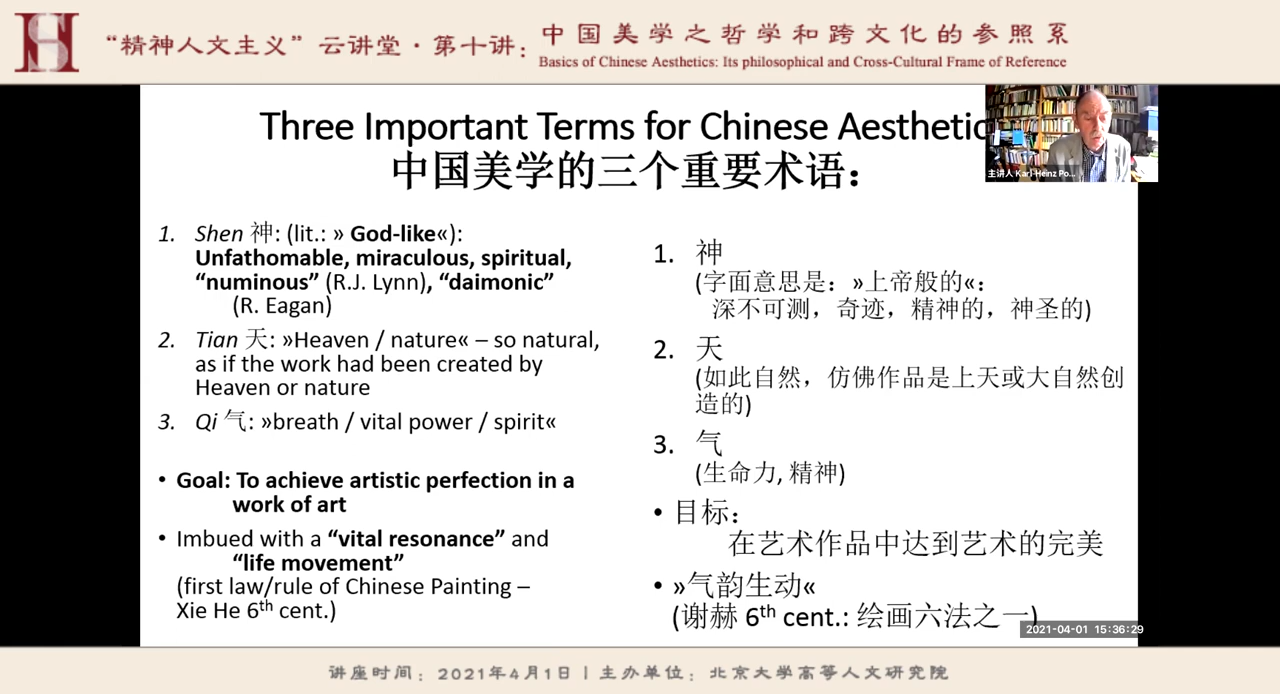 “精神人文主义”云讲堂·第十讲：
中国美学之哲学和跨文化的参照系
Basics of Chinese Aesthetics: Its philosophical and Cross-Cultural Frame of Reference
Three Important Terms for Chinese Aesthetic
中国美学的三个重要术语：
主讲人 Karl-Heinz Po...
1. Shen 神: (lit.: » God-like«):
Unfathomable, miraculous, spiritual,
“numinous” (R.J. Lynn), “daimonic”
(R. Eagan)
2. Tian 天: »Heaven / nature« – so natural,
as if the work had been created by
Heaven or nature
3. Qi 气: »breath / vital power / spirit«
• Goal: To achieve artistic perfection in a
work of art
• Imbued with a “vital resonance” and
“life movement”
(first law/rule of Chinese Painting –
Xie He 6th cent.)
1. 神
(字面意思是：»上帝般的«：
深不可测，奇迹，精神的，神圣的)
2. 天
(如此自然，仿佛作品是上天或大自然创
造的)
3. 气
(生命力, 精神)
• 目标：
在艺术作品中达到艺术的完美
• »气韵生动«
(谢赫 6th cent.: 绘画六法之一)
2021-04-01 15:36:29
讲座时间：2021年4月1日 | 主办单位：北京大学高等人文研究院